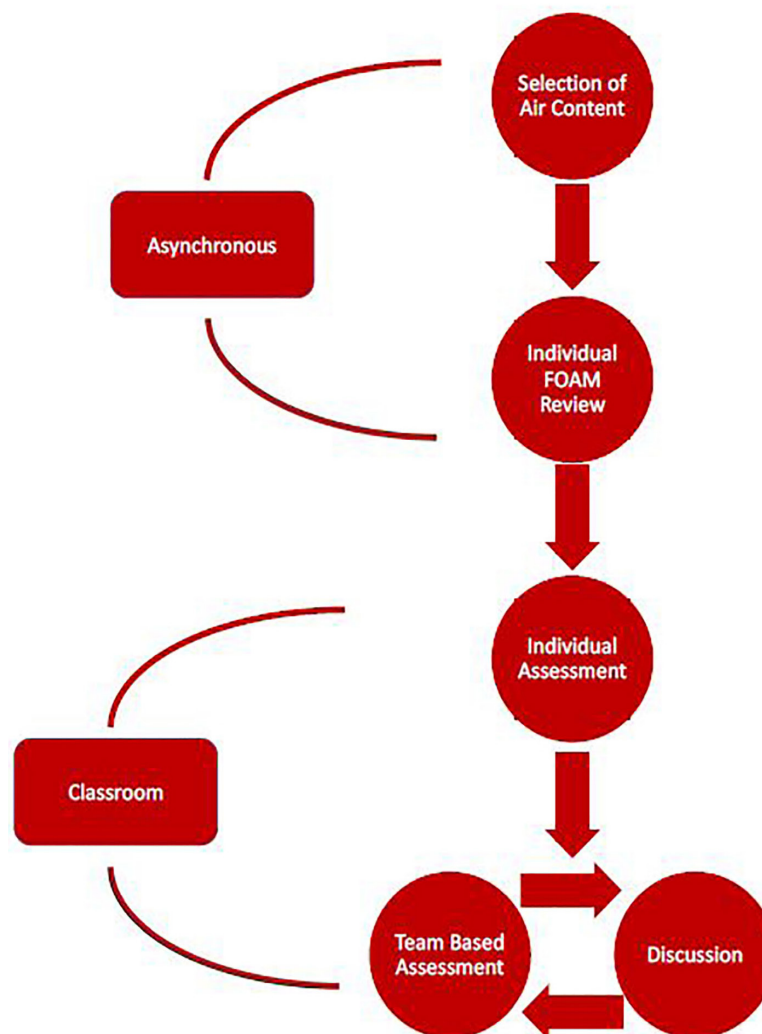 Selection of
Air Content
Asynchronous
Individual
FOAM
Review
Individual
Assessment
Classroom
Team Based
Assessment
Discussion